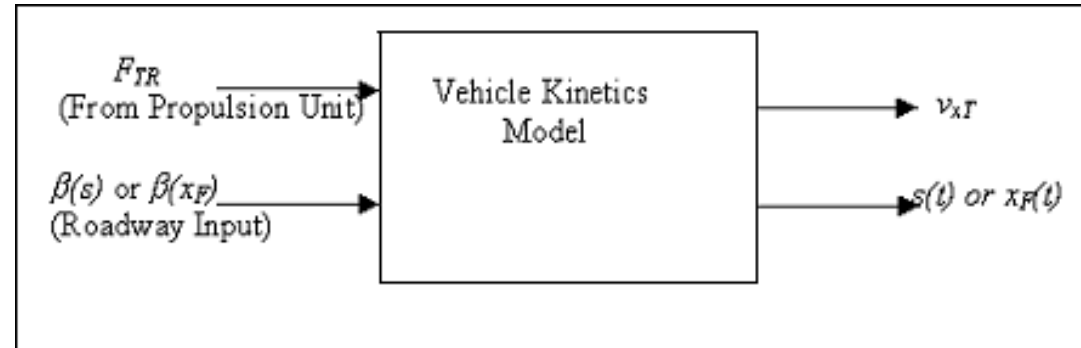 F_TR
(From Propulsion Unit)
β(s) or β(x_F)
(Roadway Input)
Vehicle Kinetics
Model
v_xT
s(t) or x_F(t)